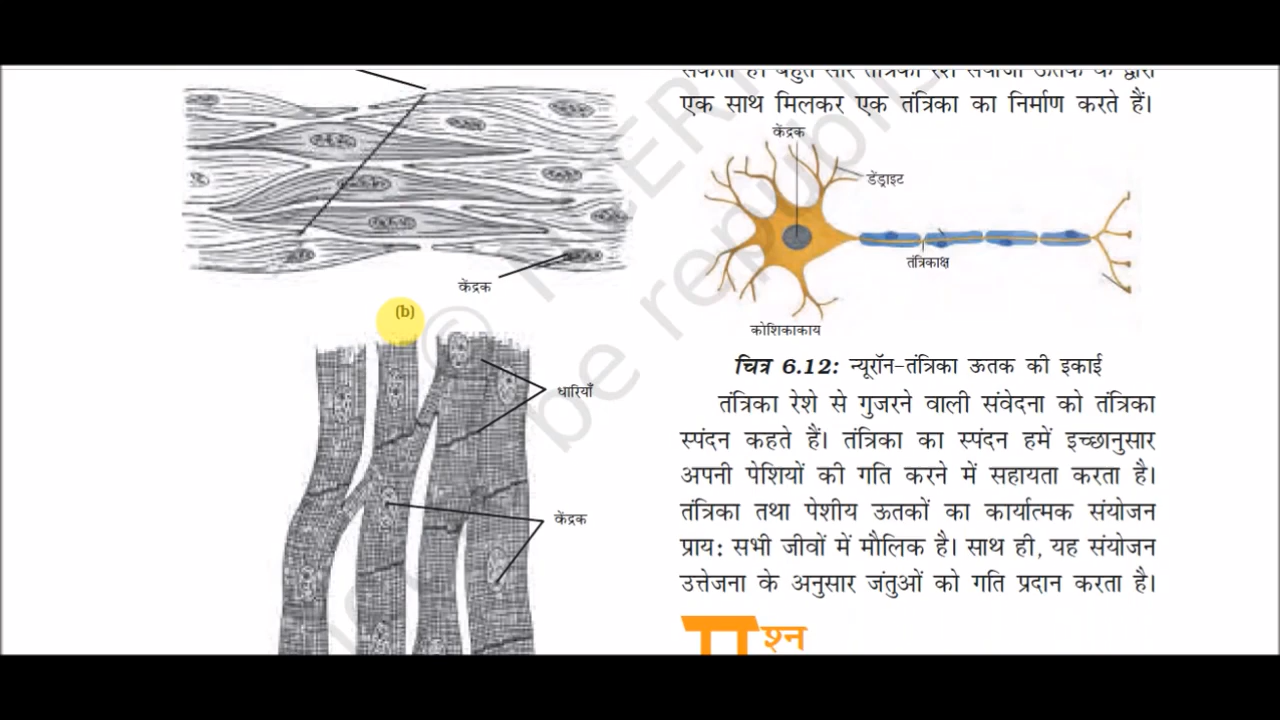 केंद्रक
(b)
धारियाँ
केंद्रक
एक साथ मिलकर एक तंत्रिका का निर्माण करते हैं।
केंद्रक
डेंड्राइट
तंत्रिकाक्ष
कोशिकाकाय
चित्र 6.12: न्यूरॉन-तंत्रिका ऊतक की इकाई
तंत्रिका रेशे से गुजरने वाली संवेदना को तंत्रिका
स्पंदन कहते हैं। तंत्रिका का स्पंदन हमें इच्छानुसार
अपनी पेशियों की गति करने में सहायता करता है।
तंत्रिका तथा पेशीय ऊतकों का कार्यात्मक संयोजन
प्राय: सभी जीवों में मौलिक है। साथ ही, यह संयोजन
उत्तेजना के अनुसार जंतुओं को गति प्रदान करता है।
प्रश्न